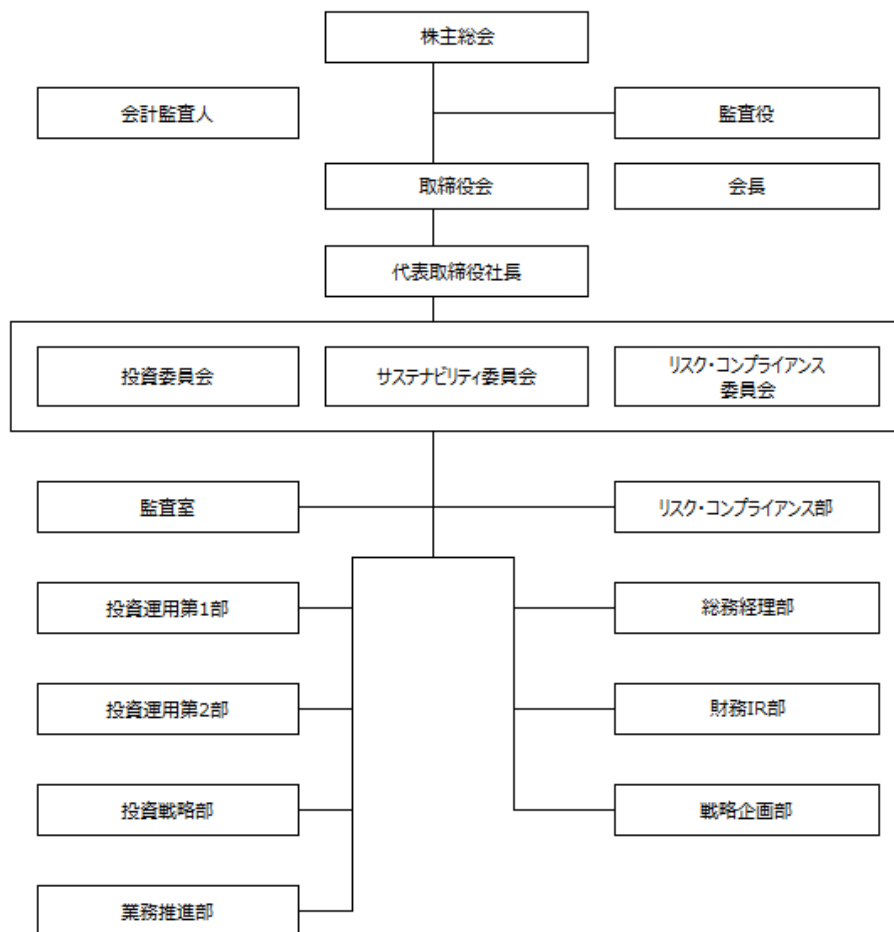 株主総会
会計監査人
監査役
取締役会
会長
代表取締役社長
投資委員会
サステナビリティ委員会
リスク・コンプライアンス
委員会
監査室
リスク・コンプライアンス部
投資運用第1部
総務経理部
投資運用第2部
財務IR部
投資戦略部
戦略企画部
業務推進部